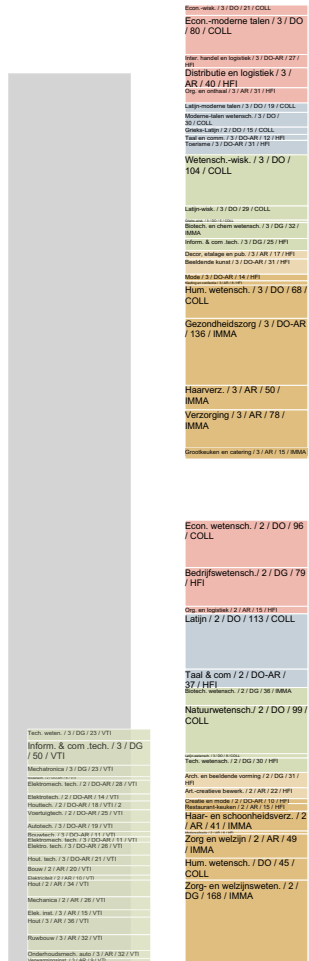 Econ.-wisk. / 3 / DO / 21 / COLL
Econ.-moderne talen / 3 / DO
/ 80 / COLL
Inter. handel en logistiek / 3 / DO-AR / 27 /
HFI
Distributie en logistiek / 3 /
AR / 40 / HFI
Org. en onthaal / 3 / AR / 31 / HFI
Latijn-moderne talen / 3 / DO / 19 / COLL
Moderne-talen wetensch. / 3 / DO /
30 / COLL
Grieks-Latijn / 2 / DO / 15 / COLL
Taal en comm. / 3 / DO-AR / 12 / HFI
Toerisme / 3 / DO-AR / 31 / HFI
Wetensch.-wisk. / 3 / DO /
104 / COLL
Latijn-wisk. / 3 / DO / 29 / COLL
Biotech. en chem wetensch. / 3 / DG / 32 /
IMMA
Inform. & com .tech. / 3 / DG / 25 / HFI
Decor, etalage en pub. / 3 / AR / 17 / HFI
Beeldende kunst / 3 / DO-AR / 31 / HFI
Mode / 3 / DO-AR / 14 / HFI
Hum. wetensch. / 3 / DO / 68 /
COLL
Gezondheidszorg / 3 / DO-AR
/ 136 / IMMA
Haarverz. / 3 / AR / 50 /
IMMA
Verzorging / 3 / AR / 78 /
IMMA
Grootkeuken en catering / 3 / AR / 15 / IMMA
Econ. wetensch. / 2 / DO / 96
/ COLL
Bedrijfswetensch./ 2 / DG / 79
/ HFI
Org. en logistiek / 2 / AR / 15 / HFI
Latijn / 2 / DO / 113 / COLL
Taal & com / 2 / DO-AR /
37 / HFI
Biotech. wetensch. / 2 / DG / 36 / IMMA
Natuurwetensch./ 2 / DO / 99 /
COLL
Tech. wetensch. / 2 / DG / 30 / HFI
Arch. en beeldende vorming / 2 / DG / 31 /
HFI
Art.-creatieve bewerk. / 2 / AR / 22 / HFI
Creatie en mode / 2 / DO-AR / 10 / HFI
Restaurant-keuken / 2 / AR / 15 / HFI
Haar- en schoonheidsverz. / 2
/ AR / 41 / IMMA
Zorg en welzijn / 2 / AR / 49
/ IMMA
Hum. wetensch. / DO / 45 /
COLL
Zorg- en welzijnsweten. / 2 /
DG / 168 / IMMA
Tech. weten. / 3 / DG / 23 / VTI
Inform. & com .tech. / 3 / DG
/ 50 / VTI
Mechatronica / 3 / DG / 23 / VTI
Elektromech. tech. / 2 / DO-AR / 28 / VTI
Elektrotech. / 2 / DO-AR / 14 / VTI
Houttech. / 2 / DO-AR / 18 / VTI / 2
Voertuigtech. / 2 / DO-AR / 25 / VTI
Autotech. / 3 / DO-AR / 19 / VTI
Bouwtech. / 3 / DO-AR / 11 / VTI
Elektromech. tech. / 3 / DO-AR / 11 / VTI
Elektro. tech. / 3 / DO-AR / 26 / VTI
Hout. tech. / 3 / DO-AR / 21 / VTI
Bouw / 2 / AR / 20 / VTI
Elektriciteit / 2 / AR / 10 / VTI
Hout / 2 / AR / 34 / VTI
Mechanica / 2 / AR / 28 / VTI
Elek. inst. / 3 / AR / 15 / VTI
Hout / 3 / AR / 36 / VTI
Ruwbouw / 3 / AR / 32 / VTI
Onderhoudsmech. auto / 3 / AR / 32 / VTI